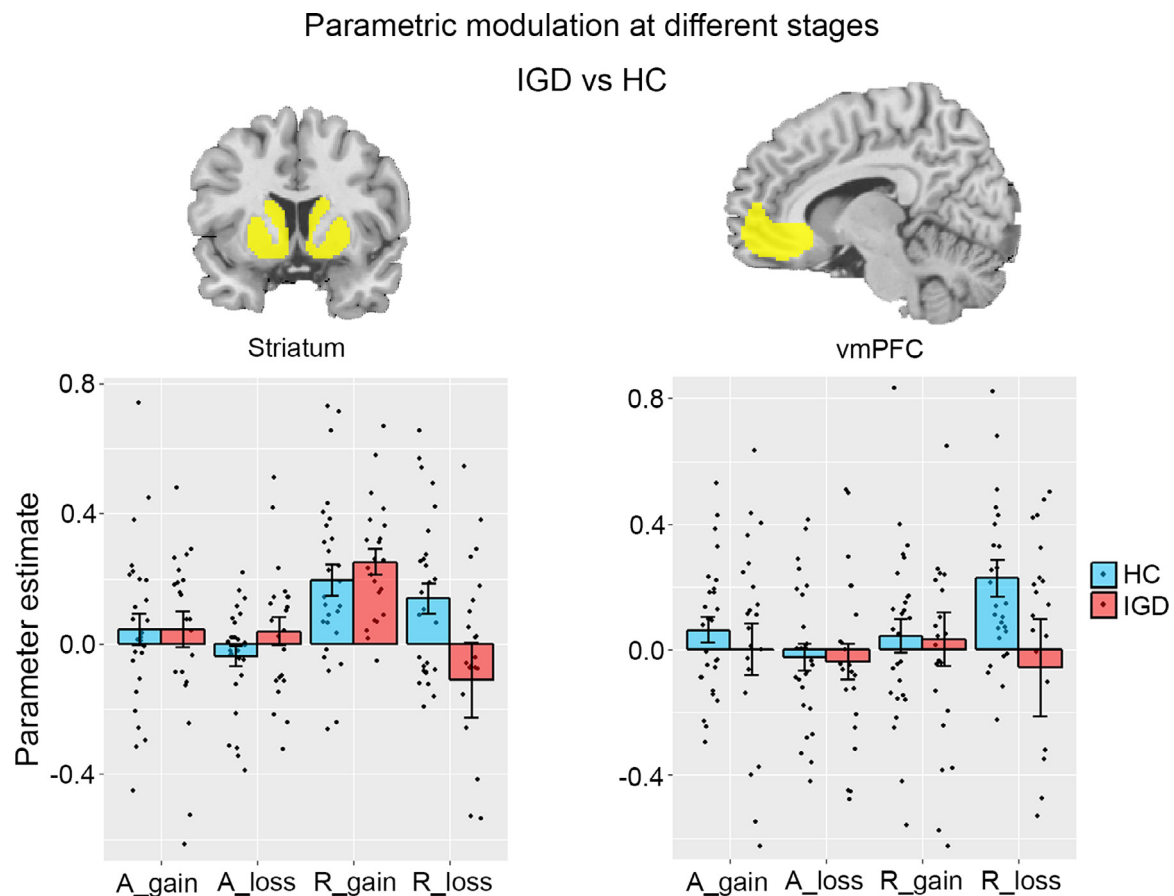 Parametric modulation at different stages
IGD vs HC
Striatum
vmPFC
Parameter estimate
0.8
0.4
0.0
-0.4
A_gain A_loss R_gain R_loss
0.8
0.4
0.0
-0.4
A_gain A_loss R_gain R_loss
HC
IGD